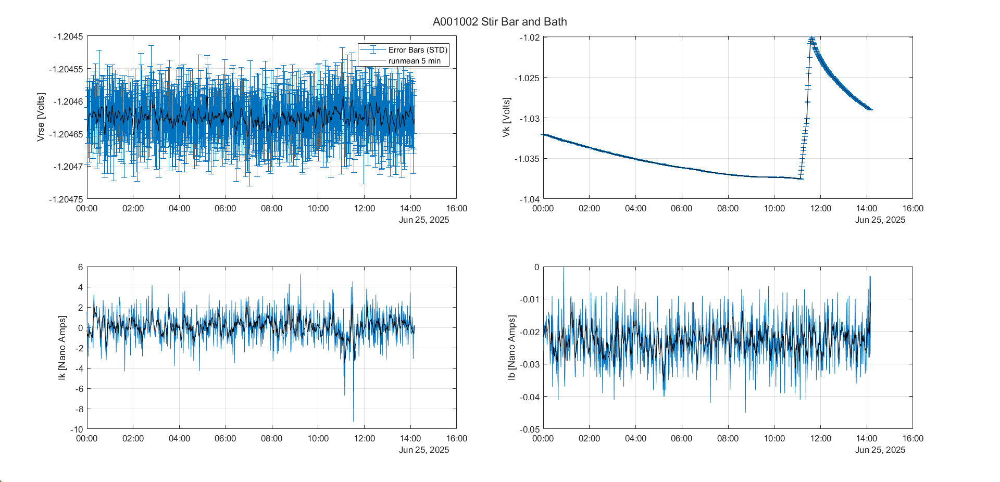 A001002 Stir Bar and Bath
-1.2045
-1.20455
-1.2046
-1.20465
-1.2047
-1.20475
Vrse [Volts]
Error Bars (STD)
runmean 5 min
00:00 02:00 04:00 06:00 08:00 10:00 12:00 14:00 16:00
Jun 25, 2025
-1.02
-1.025
-1.03
-1.035
-1.04
Vk [Volts]
00:00 02:00 04:00 06:00 08:00 10:00 12:00 14:00 16:00
Jun 25, 2025
6
4
2
0
-2
-4
-6
-8
-10
Ik [Nano Amps]
00:00 02:00 04:00 06:00 08:00 10:00 12:00 14:00 16:00
Jun 25, 2025
0
-0.01
-0.02
-0.03
-0.04
-0.05
Ib [Nano Amps]
00:00 02:00 04:00 06:00 08:00 10:00 12:00 14:00 16:00
Jun 25, 2025